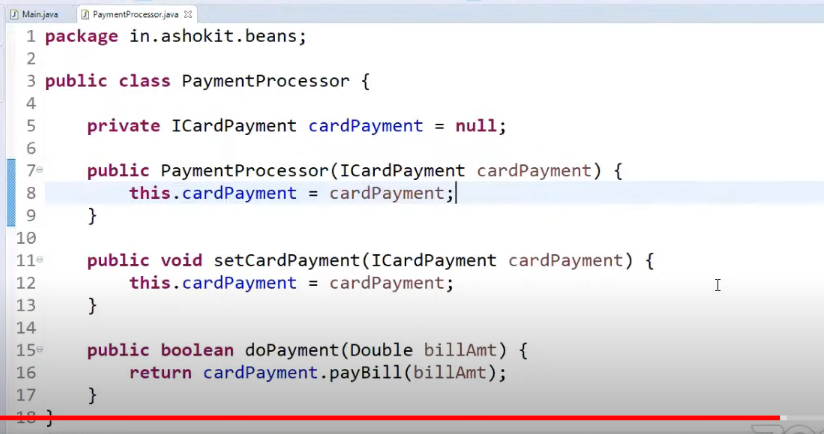 Main.java
PaymentProcessor.java
1 package in.ashokit.beans;
2
3 public class PaymentProcessor {
4
5 private ICardPayment cardPayment = null;
6
7 public PaymentProcessor(ICardPayment cardPayment) {
8 this.cardPayment = cardPayment;
9 }
10
11 public void setCardPayment(ICardPayment cardPayment) {
12 this.cardPayment = cardPayment;
13 }
14
15 public boolean doPayment(Double billAmt) {
16 return cardPayment.payBill(billAmt);
17 }
18 }